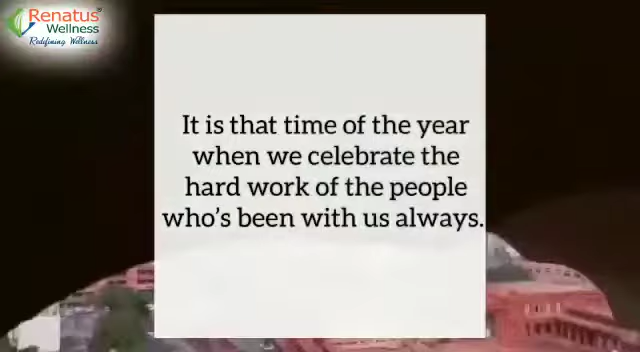 Renatus
Wellness
Redefining Wellness
It is that time of the year
when we celebrate the
hard work of the people
who's been with us always.